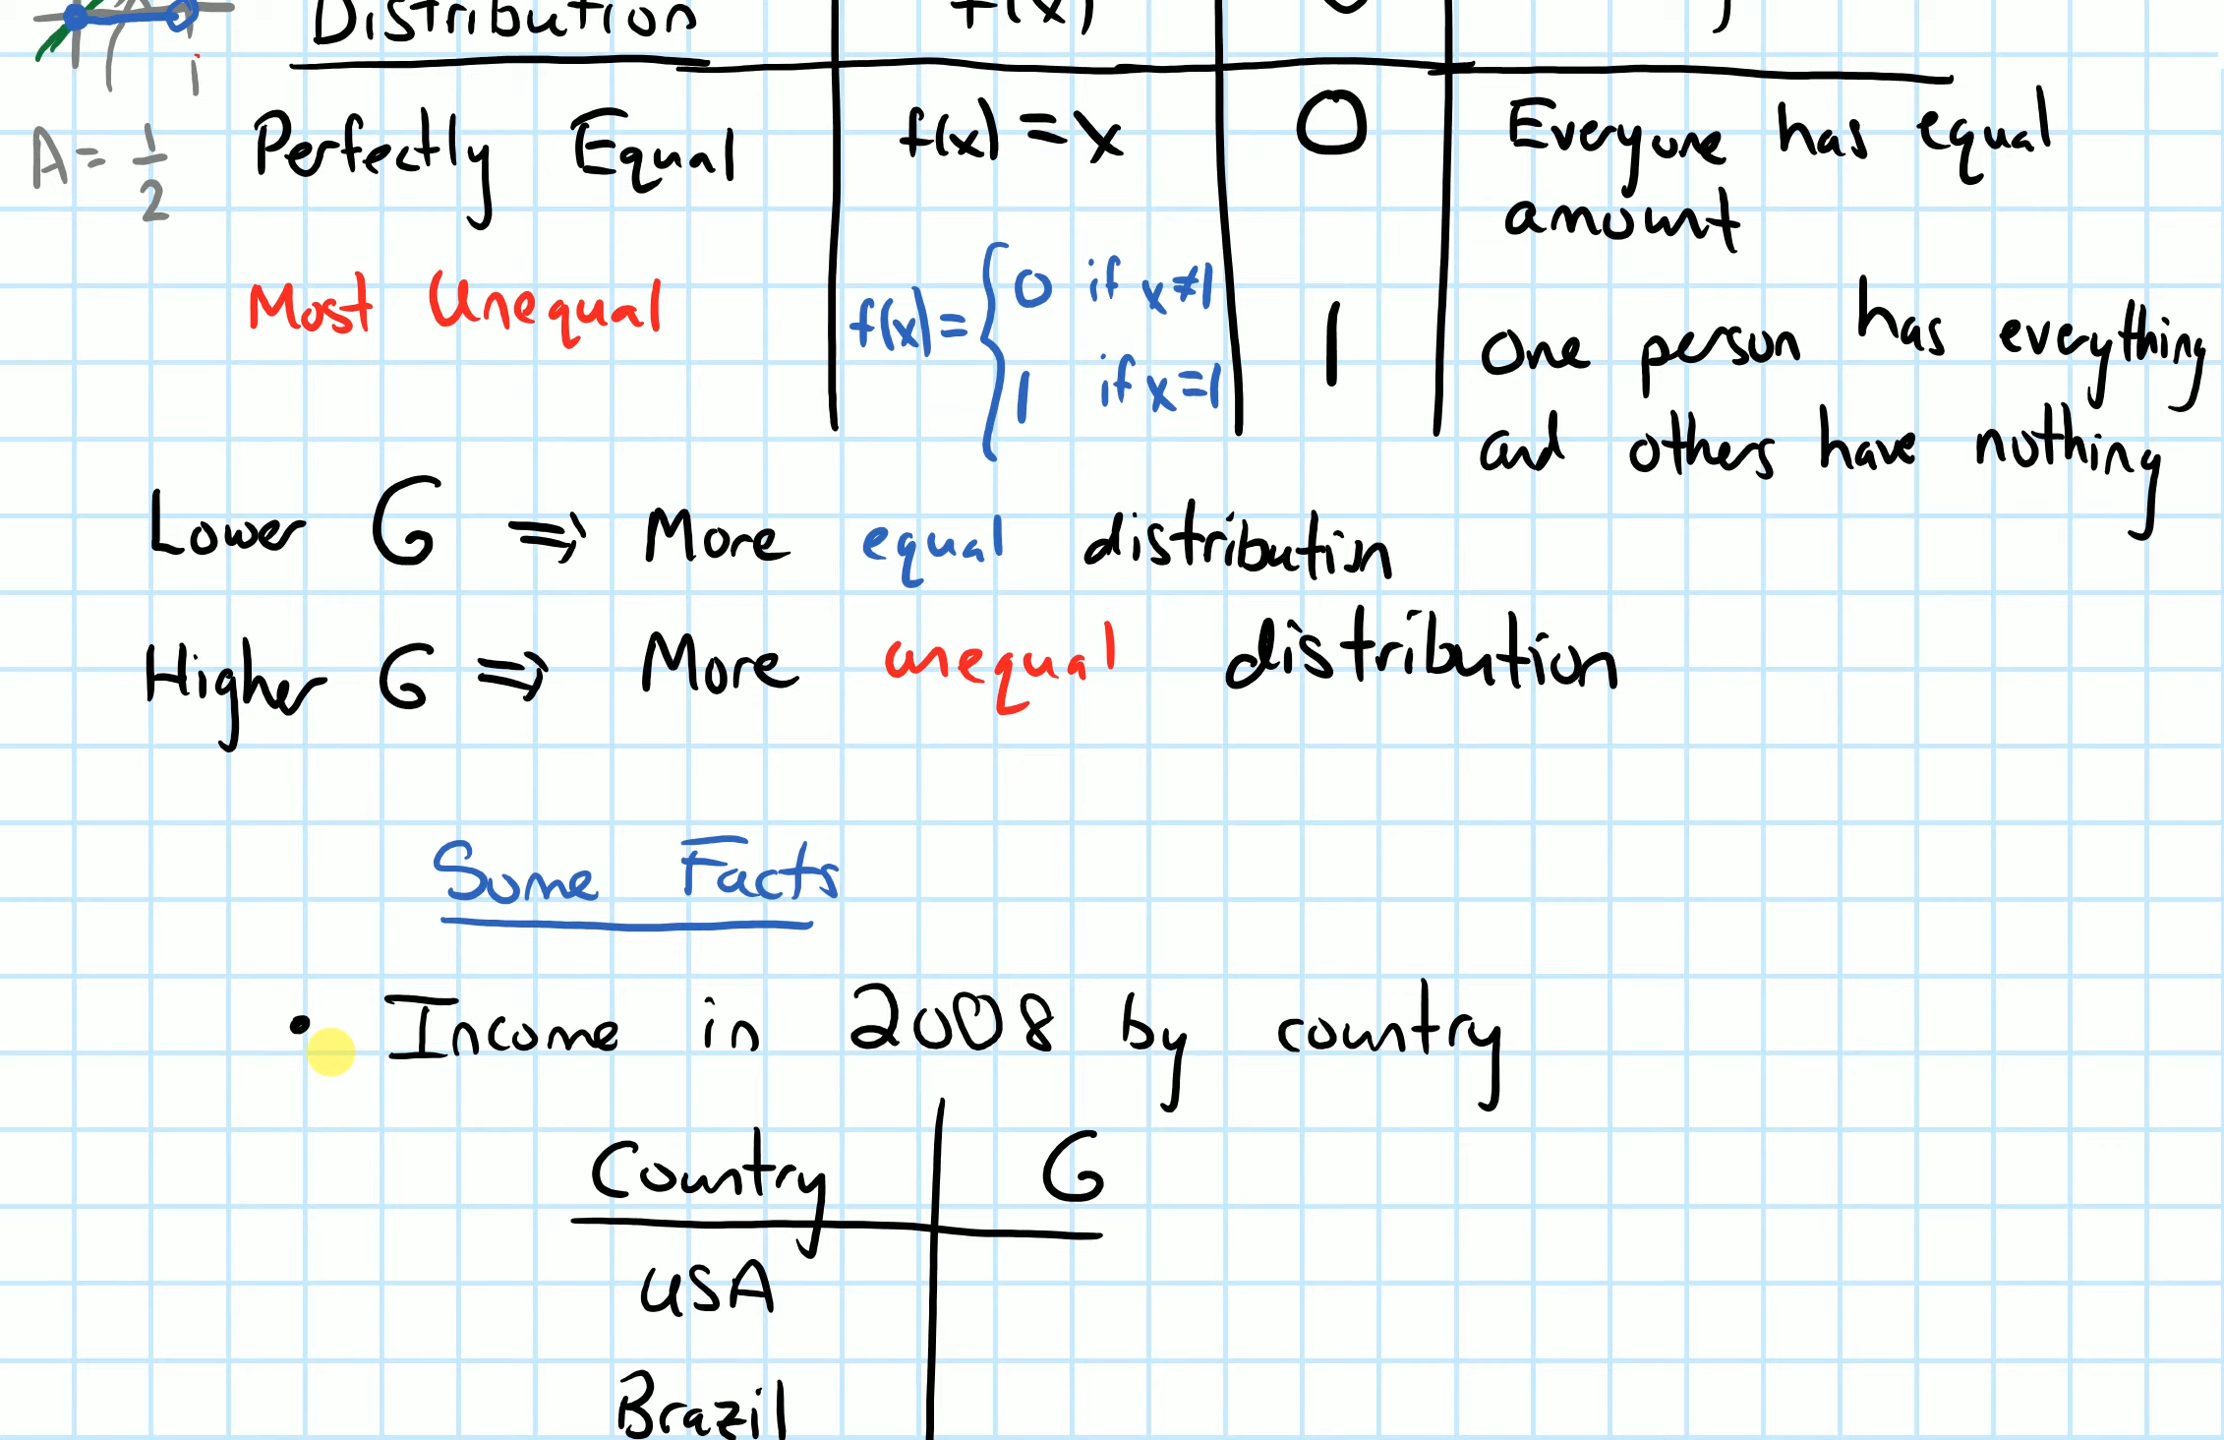 Distribution f(x)
1
A = 1/2
Perfectly Equal f(x) = x 0 Everyone has equal
amount
Most Unequal f(x) = { 0 if x ≠ 1
1 if x = 1
1 One person has everything
and others have nothing
Lower G ⇒ More equal distribution
Higher G ⇒ More unequal distribution
Some Facts
• Income in 2008 by country
Country G
USA
Brazil